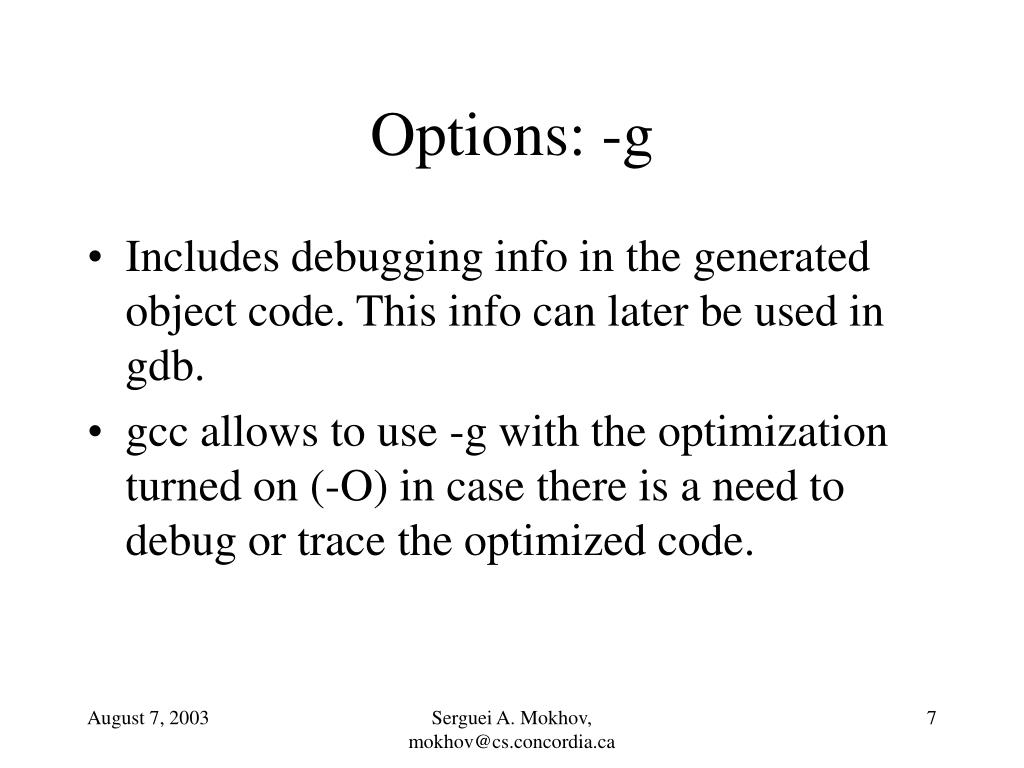 Options: -g
• Includes debugging info in the generated
object code. This info can later be used in
gdb.
• gcc allows to use -g with the optimization
turned on (-O) in case there is a need to
debug or trace the optimized code.
August 7, 2003
Serguei A. Mokhov,
mokhov@cs.concordia.ca
7